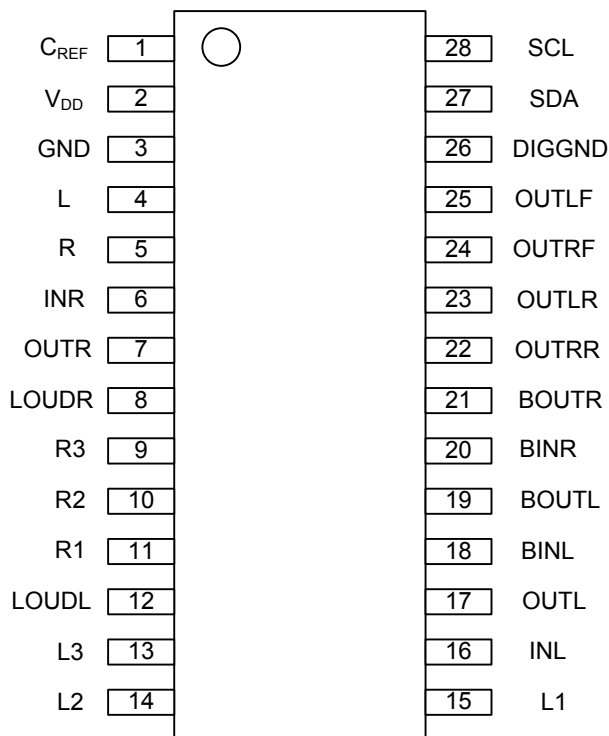 C_REF 1 28 SCL
V_DD 2 27 SDA
GND 3 26 DIGGND
L 4 25 OUTLF
R 5 24 OUTRF
INR 6 23 OUTLR
OUTR 7 22 OUTRR
LOUDR 8 21 BOUTR
R3 9 20 BINR
R2 10 19 BOUTL
R1 11 18 BINL
LOUDL 12 17 OUTL
L3 13 16 INL
L2 14 15 L1